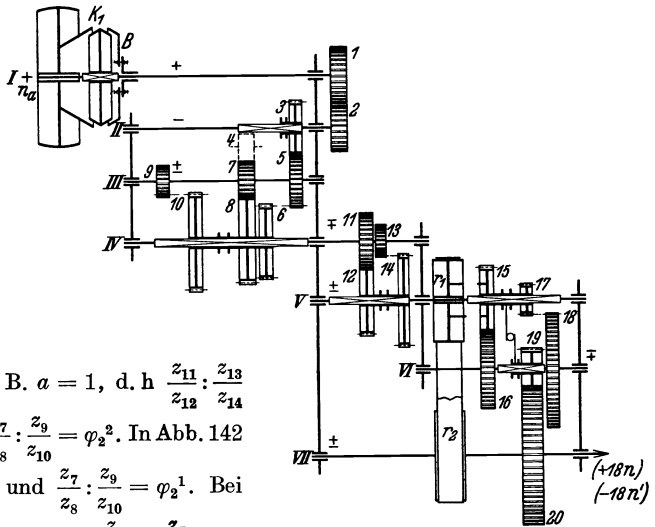 K₁
B
1
I +
nₐ
+
2
3
II
−
4
9
±
7
5
III
10
8
6
11
13
∓
IV
12
14
r₁
15
17
V
±
18
19
∓
VI
16
r₂
VII
±
(+18n)
(−18n')
20
B. a = 1, d. h z₁₁/z₁₂ : z₁₃/z₁₄
7/8 : z₉/z₁₀ = φ₂². In Abb. 142
und z₇/z₈ : z₉/z₁₀ = φ₂¹. Bei